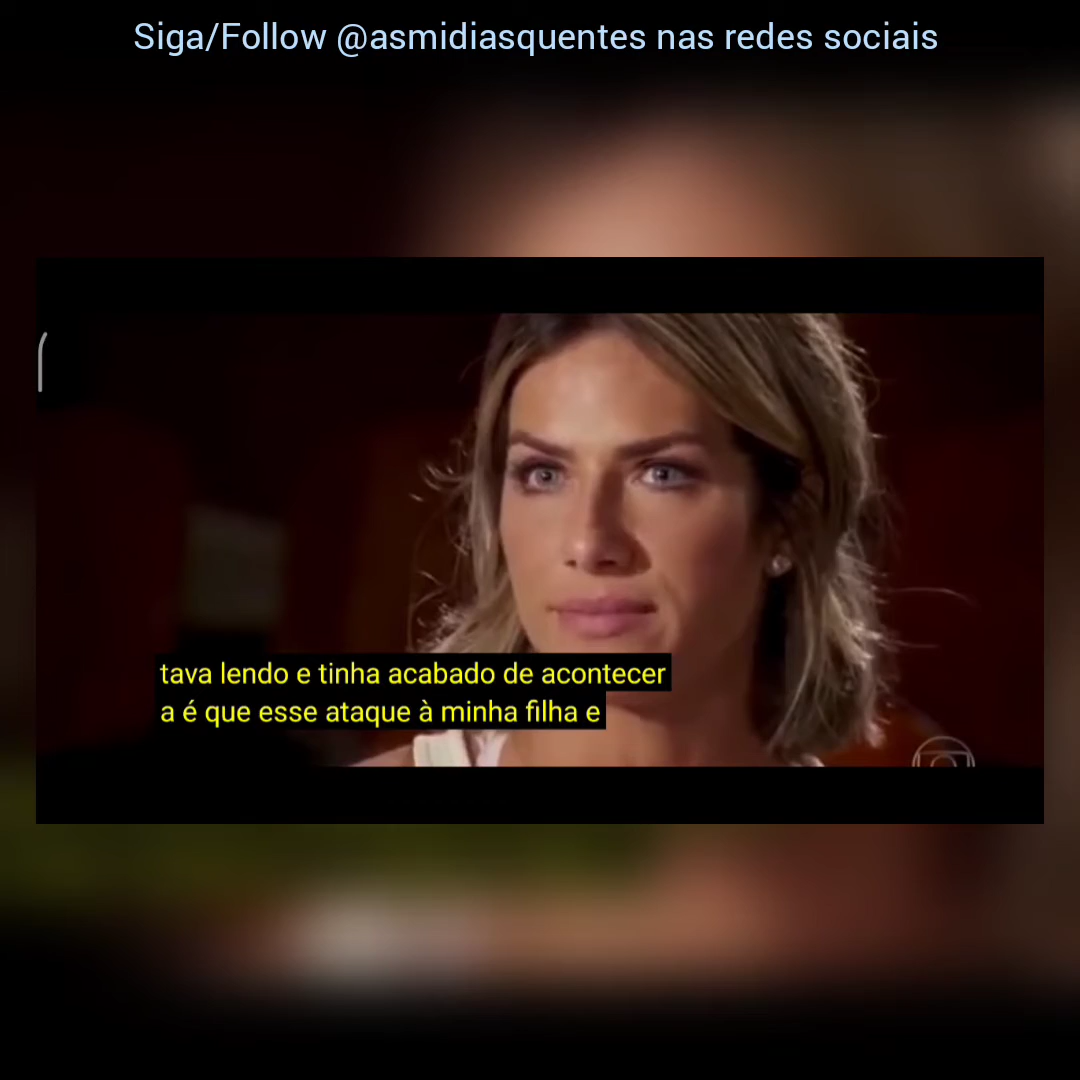 Siga/Follow @asmidiasquentes nas redes sociais
tava lendo e tinha acabado de acontecer
a é que esse ataque à minha filha e